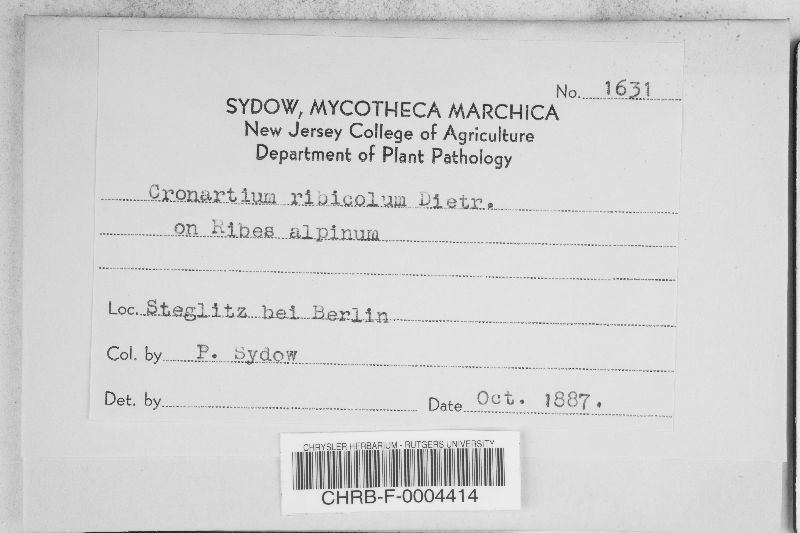 No. 1631
SYDOW, MYCOTHECA MARCHICA
New Jersey College of Agriculture
Department of Plant Pathology
Cronartium ribicolum Dietr.
on Ribes alpinum
Loc. Steglitz bei Berlin
Col. by P. Sydow
Det. by
Date Oct. 1887.
CHRYSLER HERBARIUM - RUTGERS UNIVERSITY
CHRB-F-0004414